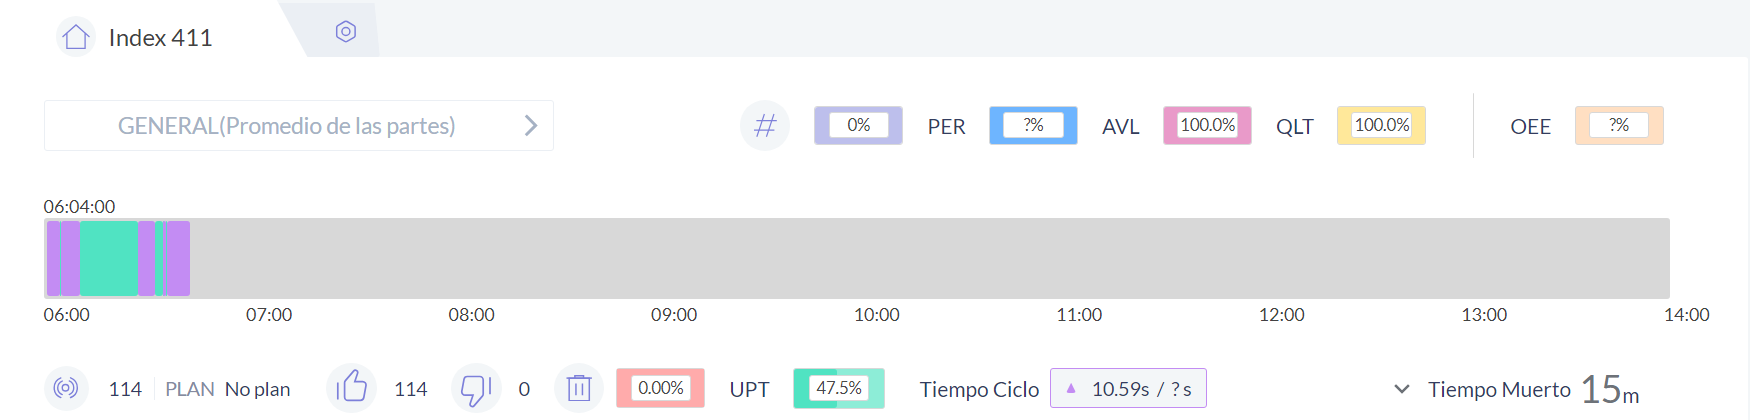 Index 411
GENERAL(Promedio de las partes)
# 0% PER ?% AVL 100.0% QLT 100.0% OEE ?%
06:04:00
06:00 07:00 08:00 09:00 10:00 11:00 12:00 13:00 14:00
114 PLAN No plan 114 0 0.00% UPT 47.5% Tiempo Ciclo 10.59s / ? s Tiempo Muerto 15m